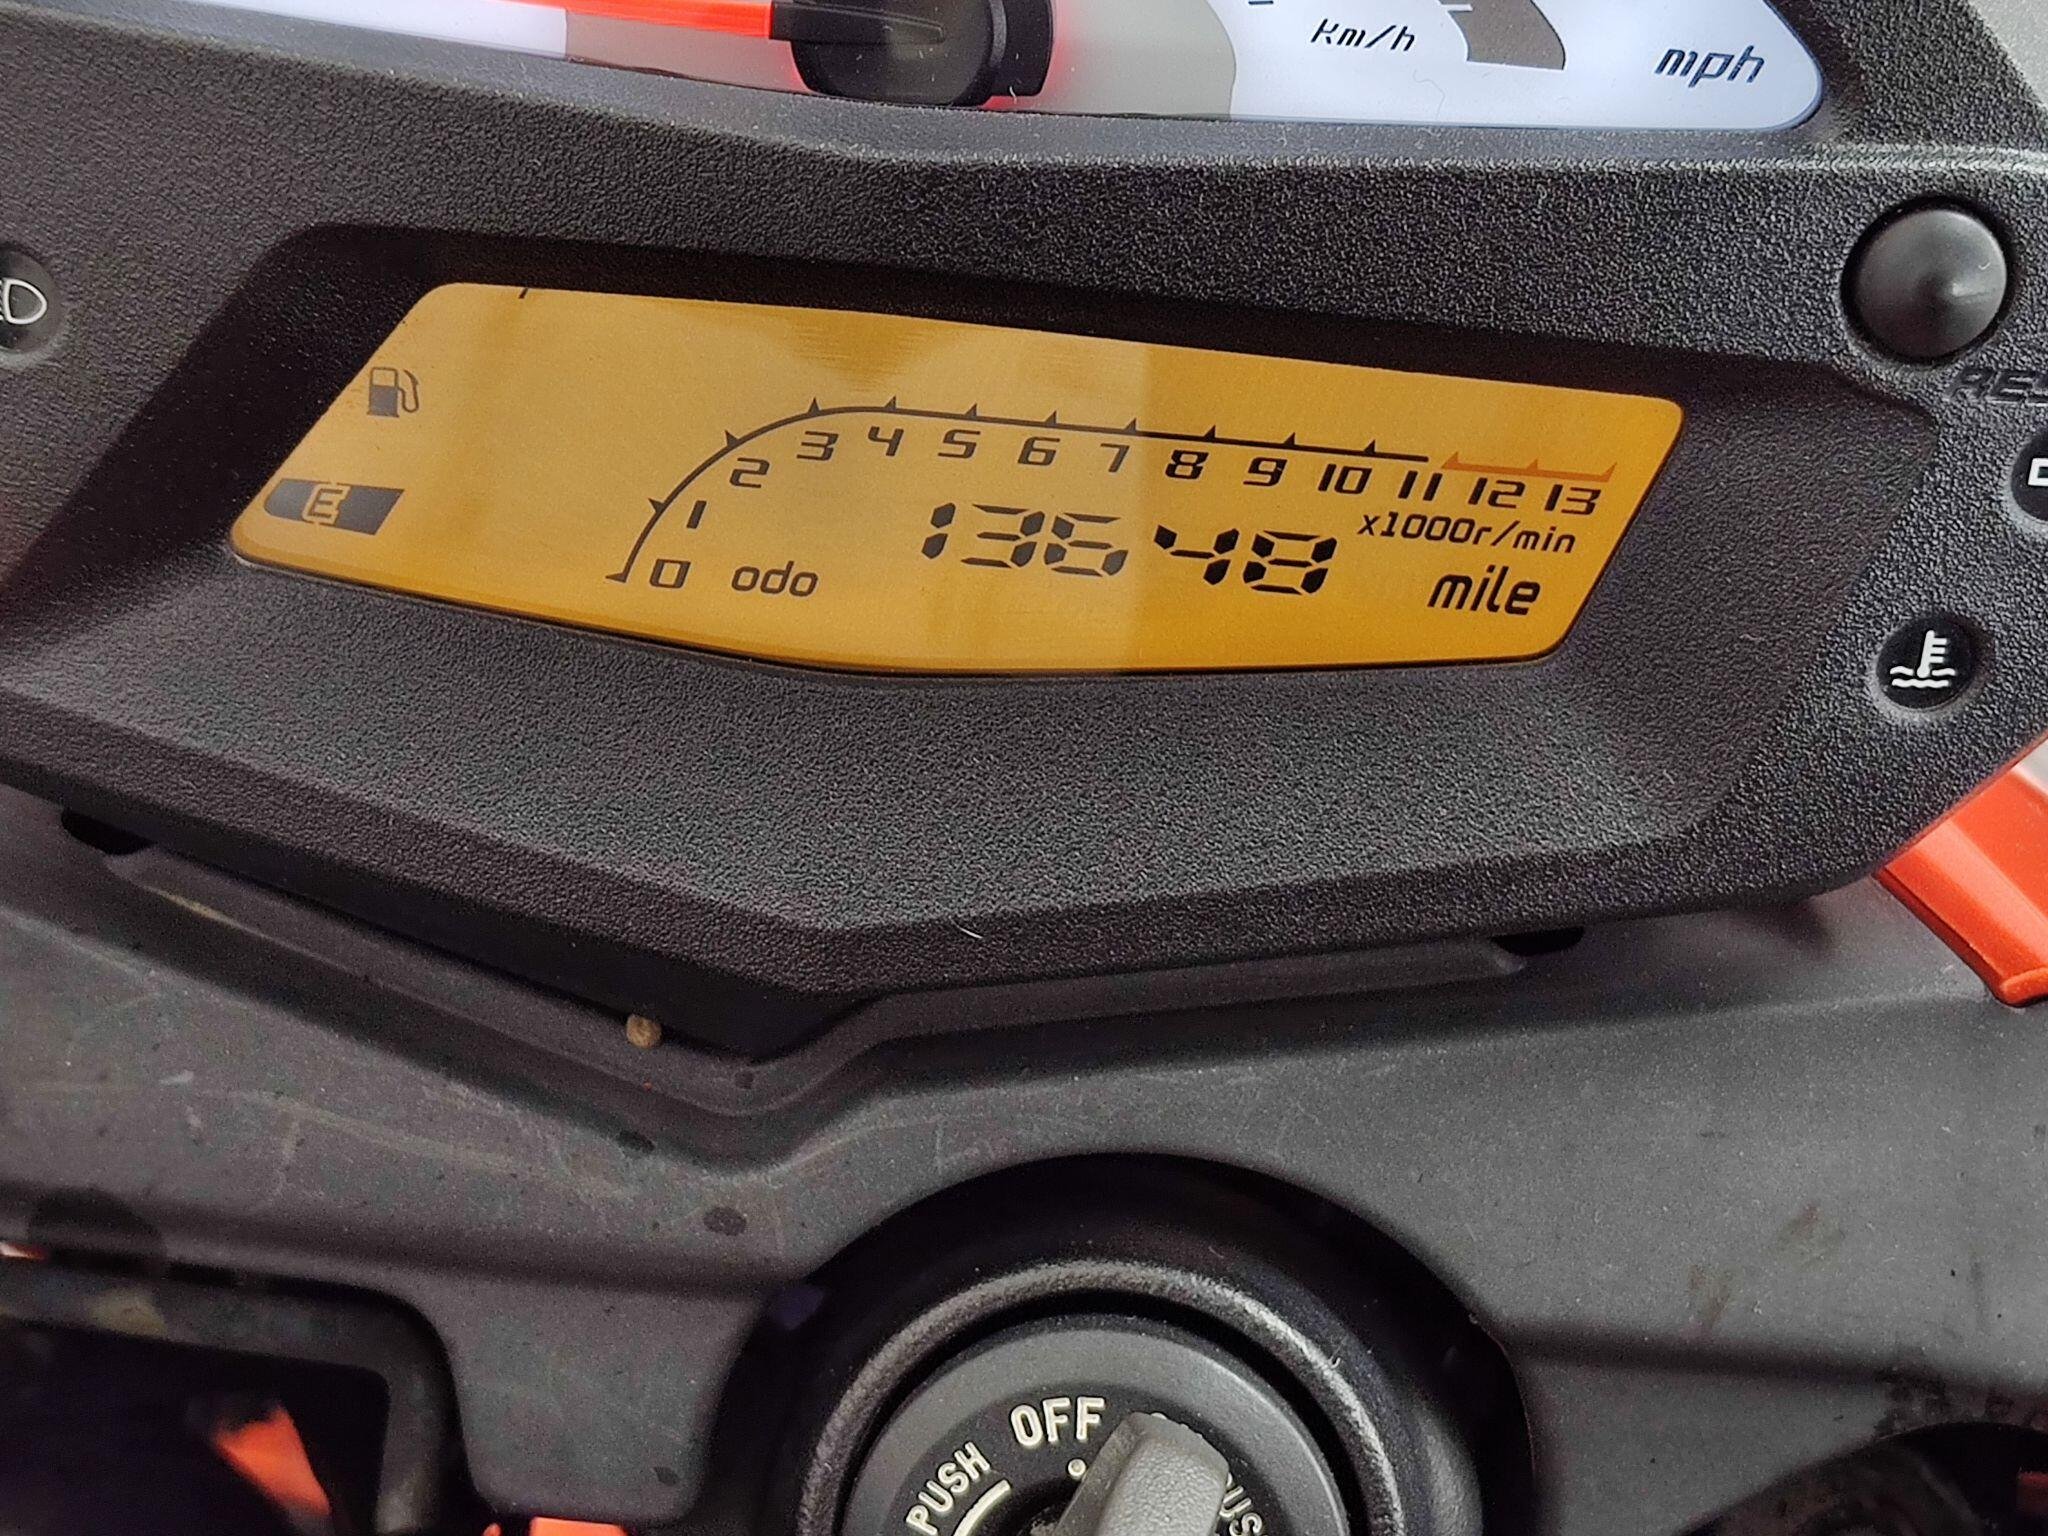 km/h
mph
E
0 1 2 3 4 5 6 7 8 9 10 11 12 13
x1000r/min
odo 13648 mile
OFF
PUSH